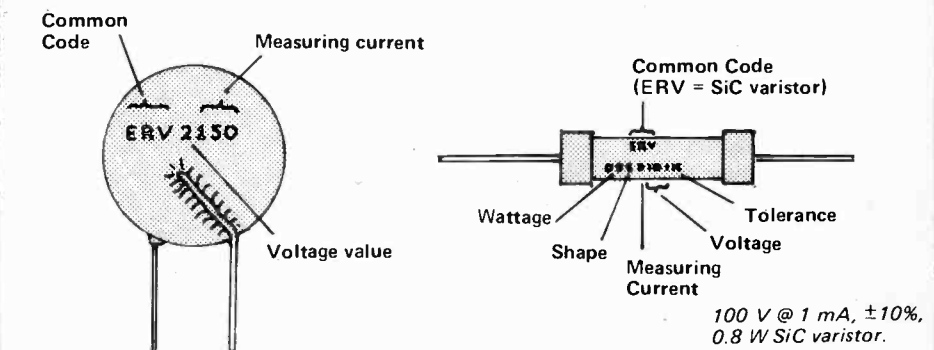 Common
Code
Measuring current
ERV 2150
Voltage value
Common Code
(ERV = SiC varistor)
ERV
Wattage
Shape
Measuring
Current
Voltage
Tolerance
100 V @ 1 mA, ±10%,
0.8 W SiC varistor.